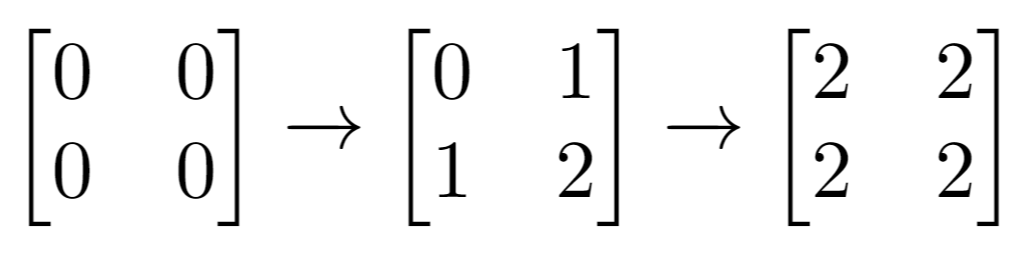 [0 0] → [0 1] → [2 2]
[0 0] [1 2] [2 2]